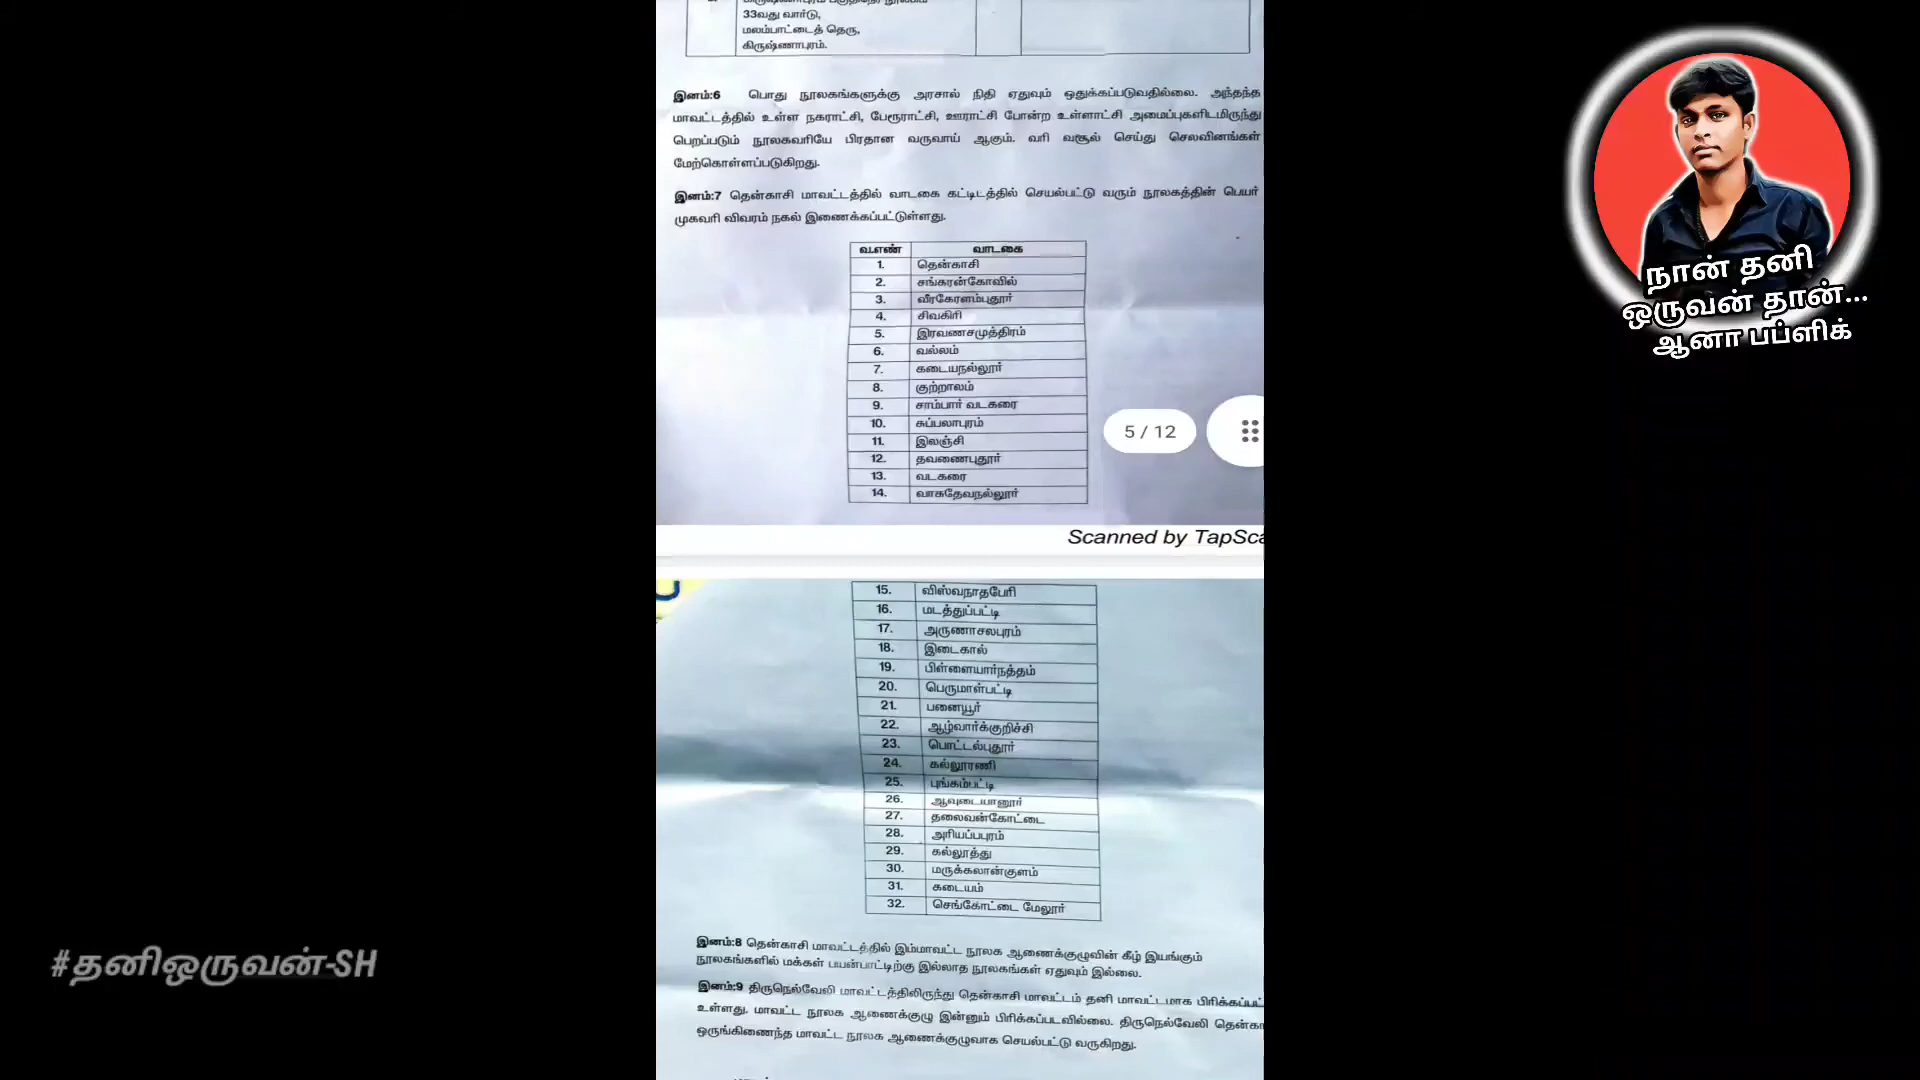 33வது வார்டு,
மலம்பாட்டைத் தெரு,
கிருஷ்ணாபுரம்.
இனம்:6 பொது நூலகங்களுக்கு அரசால் நிதி ஏதுவும் ஒதுக்கப்படுவதில்லை. அந்தந்த
மாவட்டத்தில் உள்ள நகராட்சி, பேரூராட்சி, ஊராட்சி போன்ற உள்ளாட்சி அமைப்புகளிடமிருந்து
பெறப்படும் நூலகவரியே பிரதான வருவாய் ஆகும். வரி வசூல் செய்து செலவினங்கள்
மேற்கொள்ளப்படுகிறது.
இனம்:7 தென்காசி மாவட்டத்தில் வாடகை கட்டிடத்தில் செயல்பட்டு வரும் நூலகத்தின் பெயர்
முகவரி விவரம் நகல் இணைக்கப்பட்டுள்ளது.
வ.எண் வாடகை
1. தென்காசி
2. சங்கரன்கோவில்
3. வீரகேரளம்புதூர்
4. சிவகிரி
5. இரவணசமுத்திரம்
6. வல்லம்
7. கடையநல்லூர்
8. குற்றாலம்
9. சாம்பார் வடகரை
10. சுப்பலாபுரம்
11. இலஞ்சி
12. தவணைபுதூர்
13. வடகரை
14. வாசுதேவநல்லூர்
5 / 12
Scanned by TapSca
15. விஸ்வநாதபேரி
16. மடத்துப்பட்டி
17. அருணாசலபுரம்
18. இடைகால்
19. பிள்ளையார்நத்தம்
20. பெருமாள்பட்டி
21. பனையூர்
22. ஆழ்வார்க்குறிச்சி
23. பொட்டல்புதூர்
24. கல்லூரணி
25. புங்கம்பட்டி
26. ஆவுடையானூர்
27. தலைவன்கோட்டை
28. அரியப்பபுரம்
29. கல்லூத்து
30. மருக்கலான்குளம்
31. கடையம்
32. செங்கோட்டை மேலூர்
இனம்:8 தென்காசி மாவட்டத்தில் இம்மாவட்ட நூலக ஆணைக்குழுவின் கீழ் இயங்கும்
நூலகங்களில் மக்கள் பயன்பாட்டிற்கு இல்லாத நூலகங்கள் ஏதுவும் இல்லை.
இனம்:9 திருநெல்வேலி மாவட்டத்திலிருந்து தென்காசி மாவட்டம் தனி மாவட்டமாக பிரிக்கப்பட்
உள்ளது. மாவட்ட நூலக ஆணைக்குழு இன்னும் பிரிக்கப்படவில்லை. திருநெல்வேலி தென்கா
ஒருங்கிணைந்த மாவட்ட நூலக ஆணைக்குழுவாக செயல்பட்டு வருகிறது.
நான் தனி
ஒருவன் தான்...
ஆனா பப்ளிக்
#தனிஒருவன்-SH